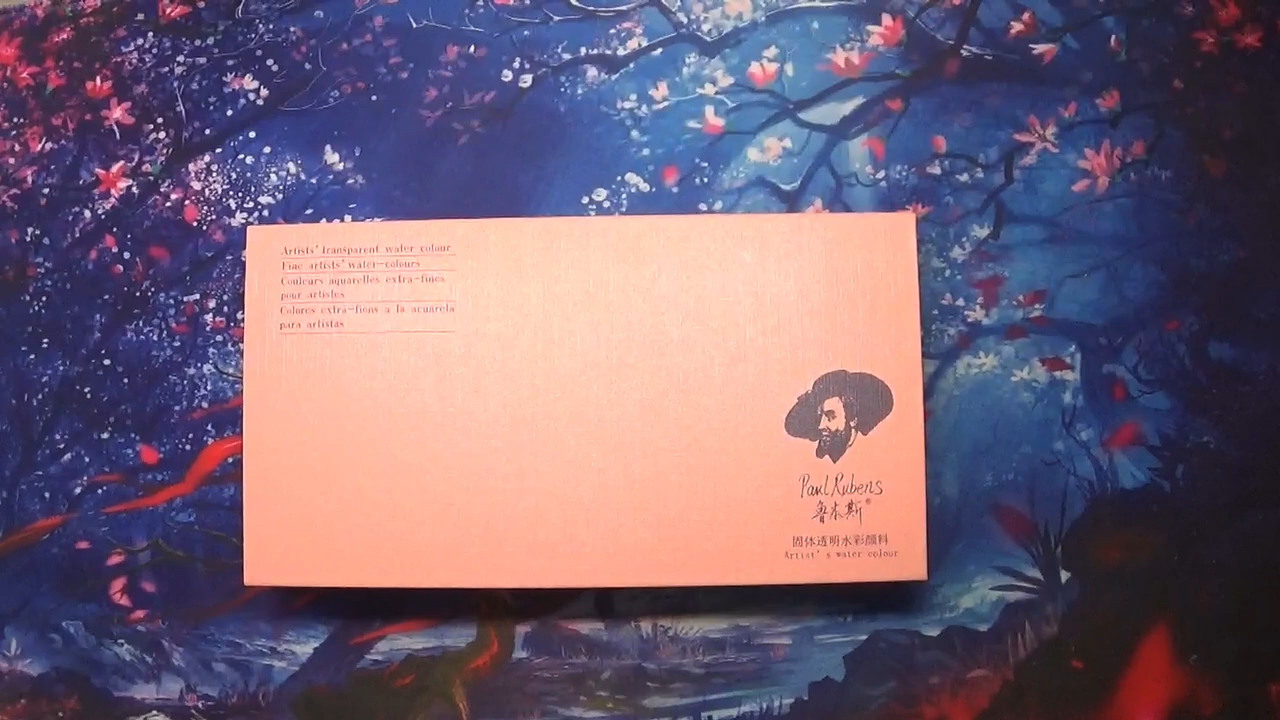 Artists' transparent water colour
Fine artists' water-colours
Couleurs aquarelles extra-fines
pour artistes
Colores extra-fions a la acuarela
para artistas
Paul Rubens
鲁本斯®
固体透明水彩颜料
Artist's water colour